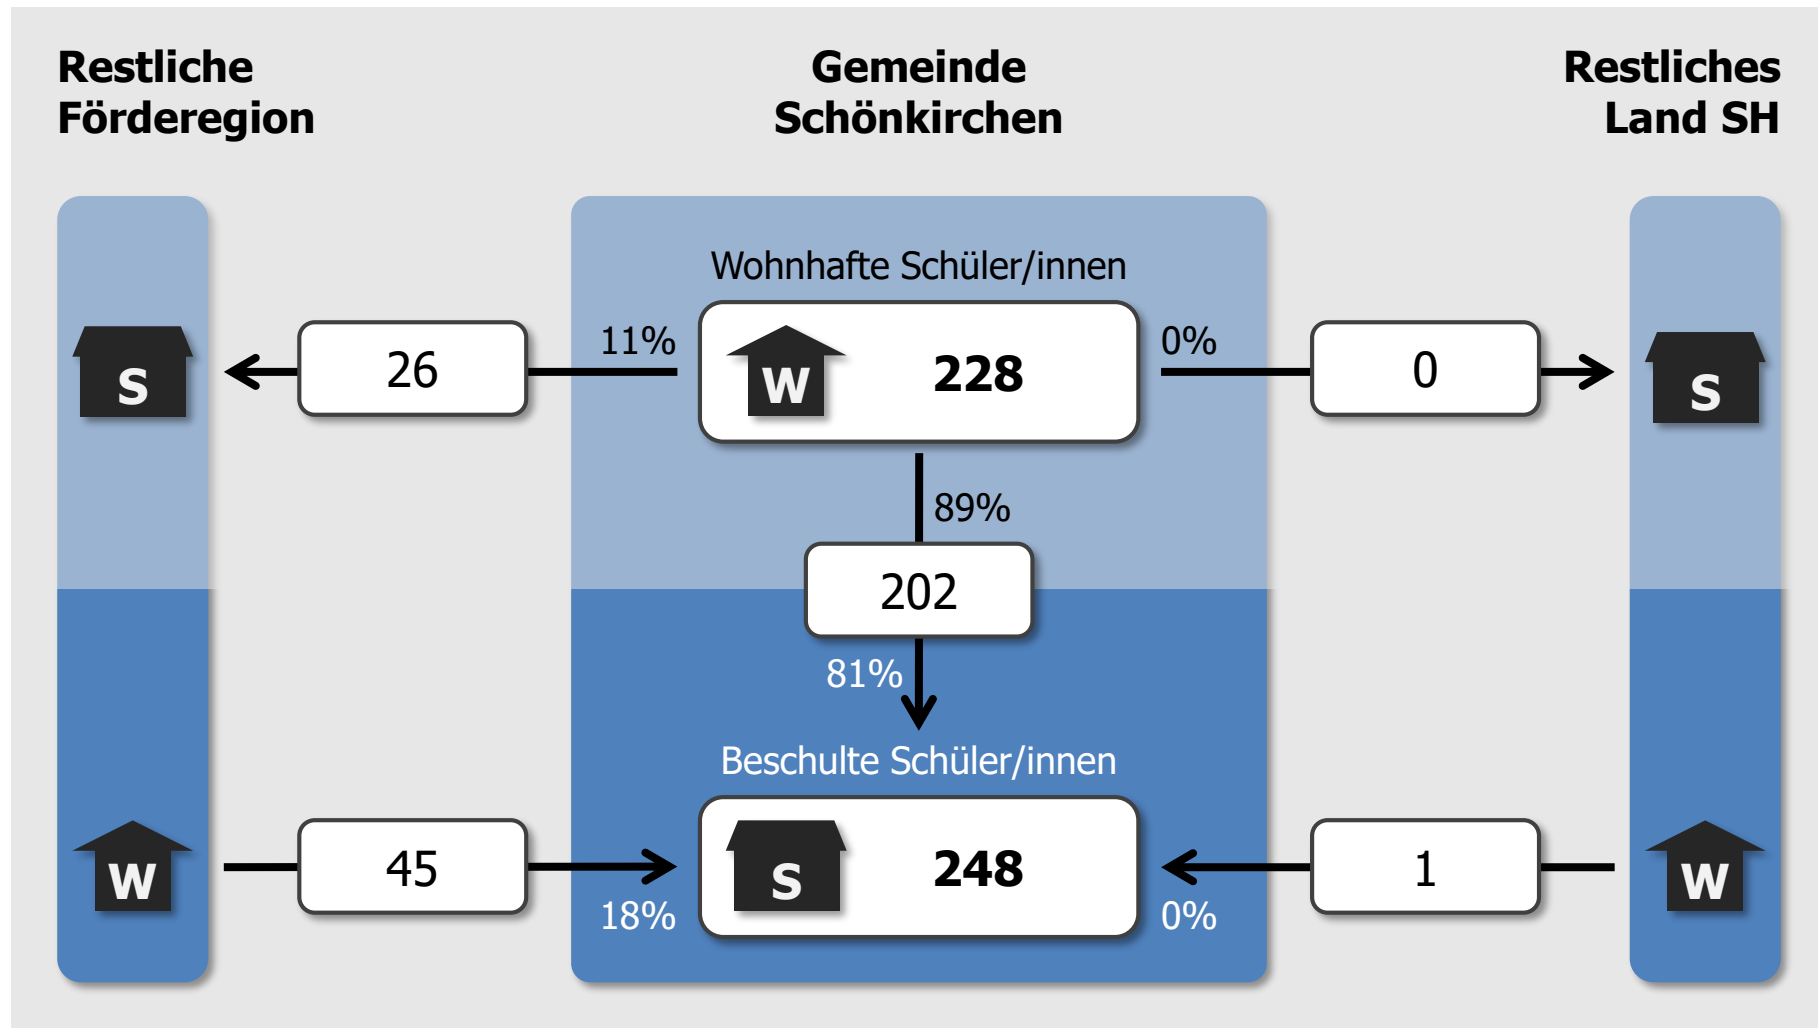 Restliche
Förderegion
Gemeinde
Schönkirchen
Restliches
Land SH
Wohnhafte Schüler/innen
S
26
11%
W
228
0%
0
S
89%
202
81%
Beschulte Schüler/innen
W
45
18%
S
248
0%
1
W